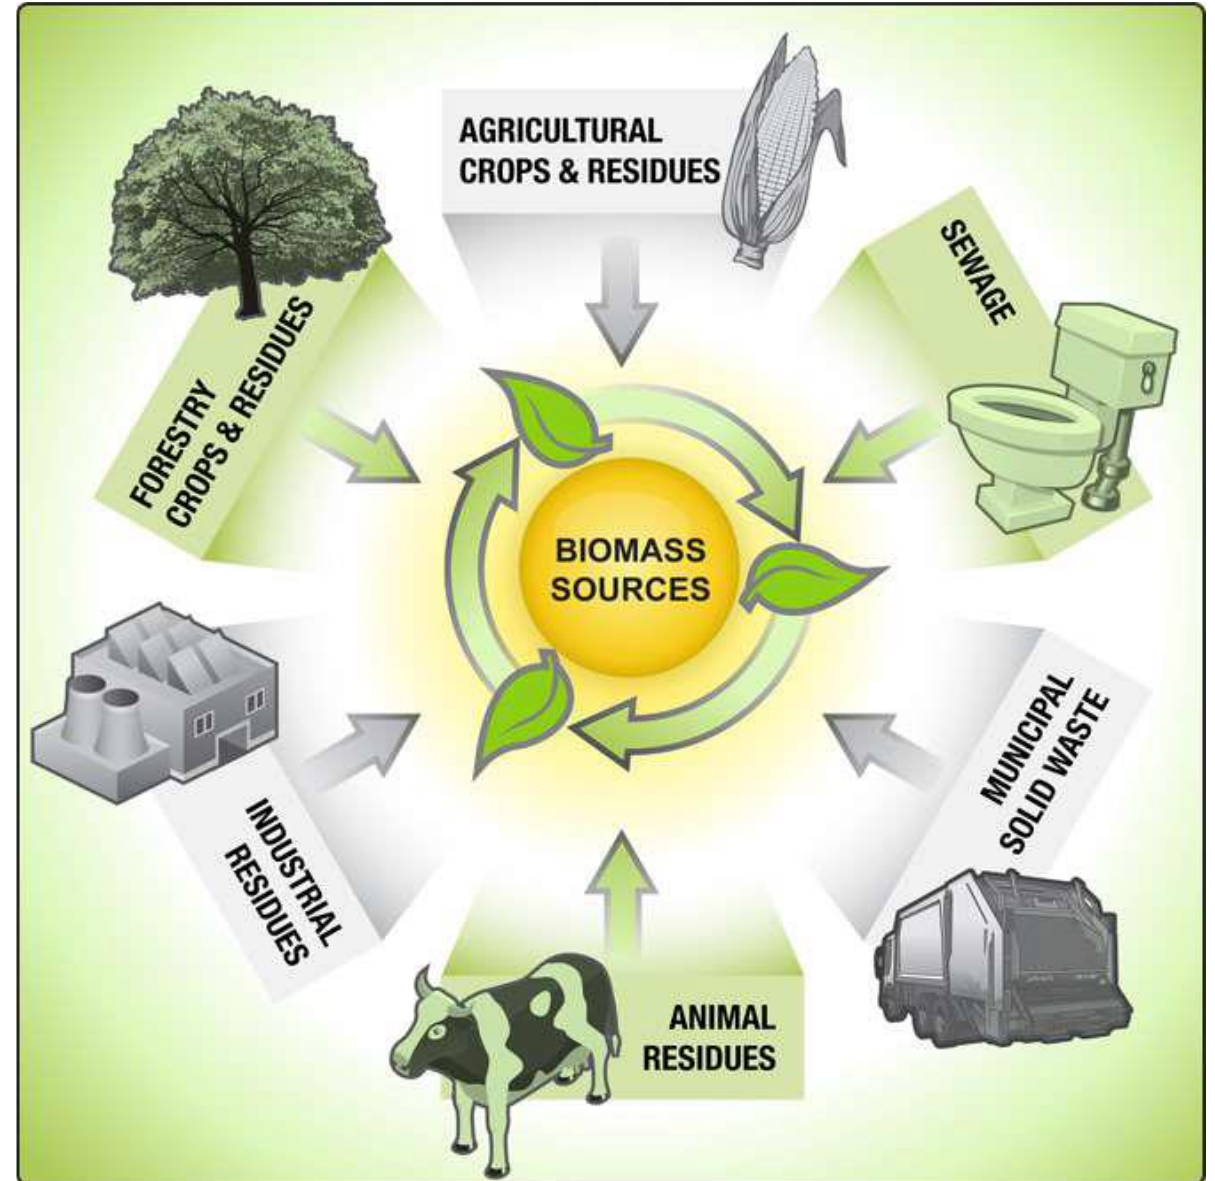 AGRICULTURAL
CROPS & RESIDUES
SEWAGE
MUNICIPAL
SOLID WASTE
ANIMAL
RESIDUES
INDUSTRIAL
RESIDUES
FORESTRY
CROPS & RESIDUES
BIOMASS
SOURCES